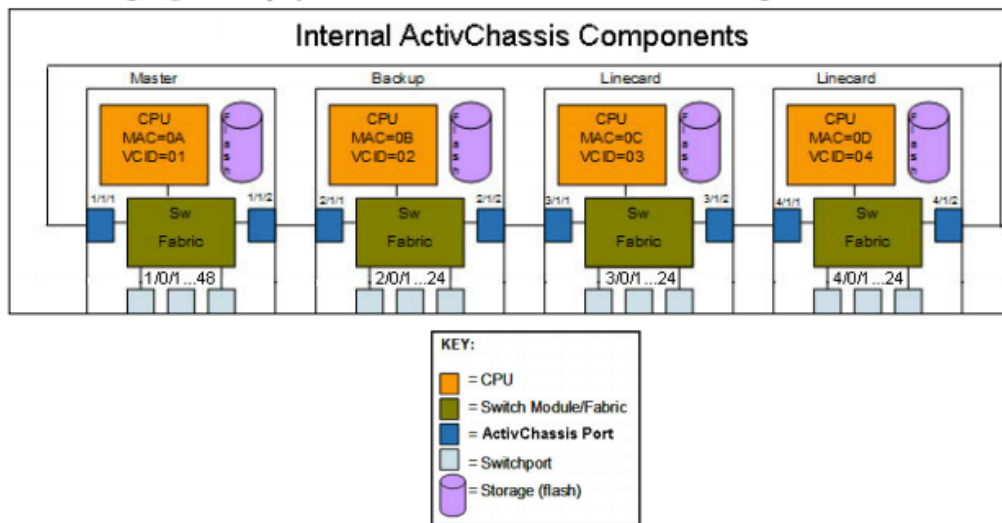 Internal ActivChassis Components
Master
Backup
Linecard
Linecard
CPU
MAC=0A
VCID=01
Flash
CPU
MAC=0B
VCID=02
Flash
CPU
MAC=0C
VCID=03
Flash
CPU
MAC=0D
VCID=04
Flash
1/1/1
1/1/2
2/1/1
2/1/2
3/1/1
3/1/2
4/1/1
4/1/2
Sw
Fabric
Sw
Fabric
Sw
Fabric
Sw
Fabric
1/0/1 ...48
2/0/1 ...24
3/0/1 ...24
4/0/1 ...24
KEY:
= CPU
= Switch Module/Fabric
= ActivChassis Port
= Switchport
= Storage (flash)